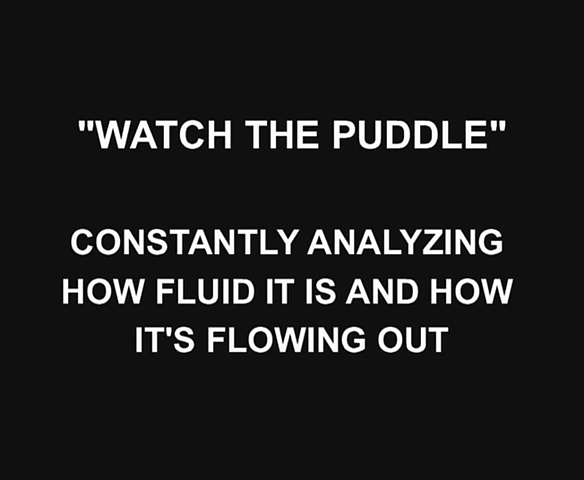 "WATCH THE PUDDLE"
CONSTANTLY ANALYZING
HOW FLUID IT IS AND HOW
IT'S FLOWING OUT